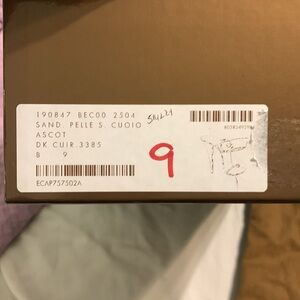 190847 BEC00 2504
SAND. PELLE S. CUOIO
ASCOT
DK.CUIR.3385
B 9
9
ECAP757502A